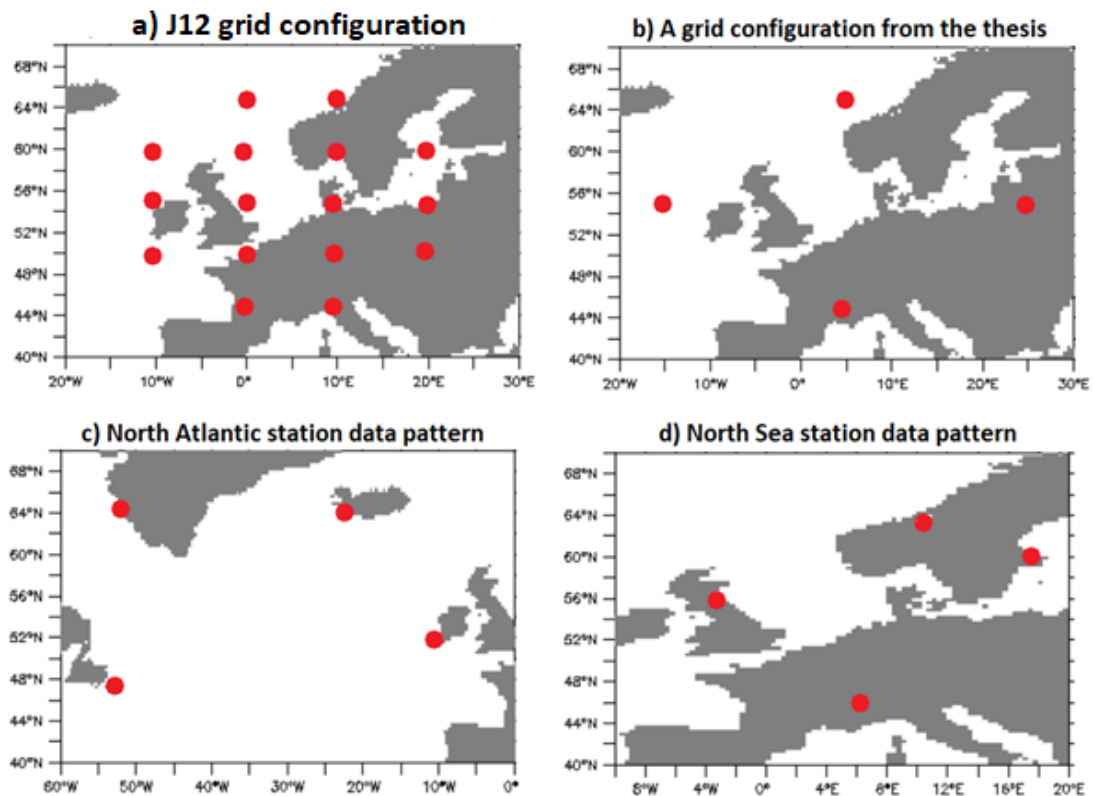 a) J12 grid configuration
68°N
64°N
60°N
56°N
52°N
48°N
44°N
40°N
20°W 10°W 0° 10°E 20°E 30°E
b) A grid configuration from the thesis
68°N
64°N
60°N
56°N
52°N
48°N
44°N
40°N
20°W 10°W 0° 10°E 20°E 30°E
c) North Atlantic station data pattern
68°N
64°N
60°N
56°N
52°N
48°N
44°N
40°N
60°W 50°W 40°W 30°W 20°W 10°W 0°
d) North Sea station data pattern
68°N
64°N
60°N
56°N
52°N
48°N
44°N
40°N
8°W 4°W 0° 4°E 8°E 12°E 16°E 20°E